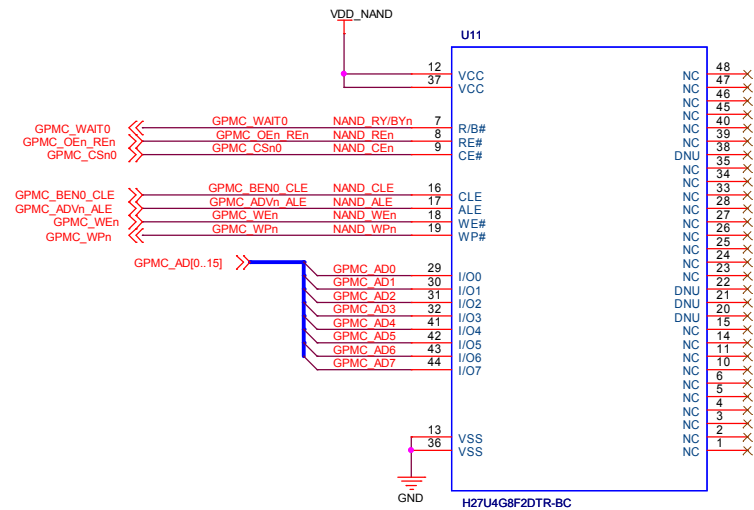 VDD_NAND
U11
12 VCC NC 48
37 VCC NC 47
NC 46
NC 45
GPMC_WAIT0 GPMC_WAIT0 NAND_RY/BYn 7 R/B# NC 40
GPMC_OEn_REn GPMC_OEn_REn NAND_REn 8 RE# NC 39
GPMC_CSn0 GPMC_CSn0 NAND_CEn 9 CE# DNU 38
NC 35
NC 34
GPMC_BEN0_CLE GPMC_BEN0_CLE NAND_CLE 16 CLE NC 33
GPMC_ADVn_ALE GPMC_ADVn_ALE NAND_ALE 17 ALE NC 28
GPMC_WEn GPMC_WEn NAND_WEn 18 WE# NC 27
GPMC_WPn GPMC_WPn NAND_WPn 19 WP# NC 26
NC 25
GPMC_AD[0..15] NC 24
GPMC_AD0 29 I/O0 NC 23
GPMC_AD1 30 I/O1 DNU 22
GPMC_AD2 31 I/O2 DNU 21
GPMC_AD3 32 I/O3 DNU 20
GPMC_AD4 41 I/O4 NC 15
GPMC_AD5 42 I/O5 NC 14
GPMC_AD6 43 I/O6 NC 11
GPMC_AD7 44 I/O7 NC 10
NC 6
NC 5
NC 4
NC 3
13 VSS NC 2
36 VSS NC 1
GND
H27U4G8F2DTR-BC